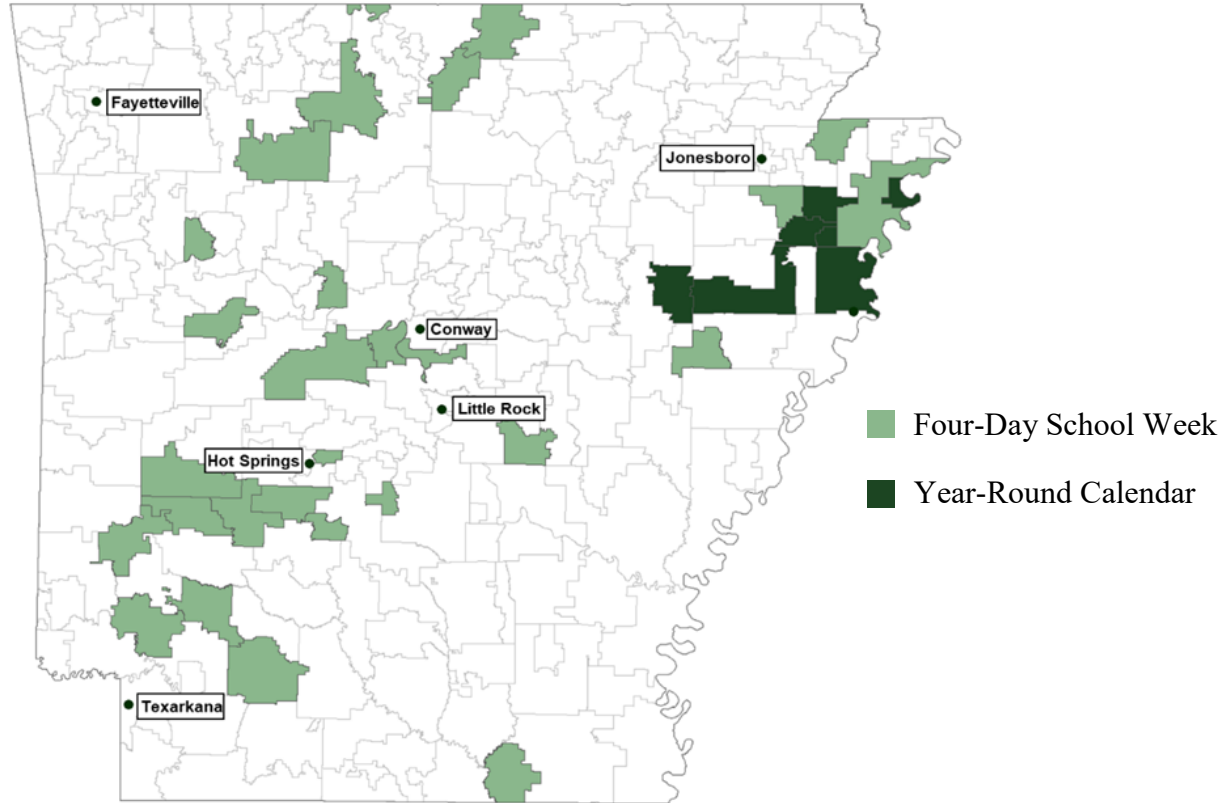 Fayetteville
Jonesboro
Conway
Little Rock
Hot Springs
Texarkana
Four-Day School Week
Year-Round Calendar